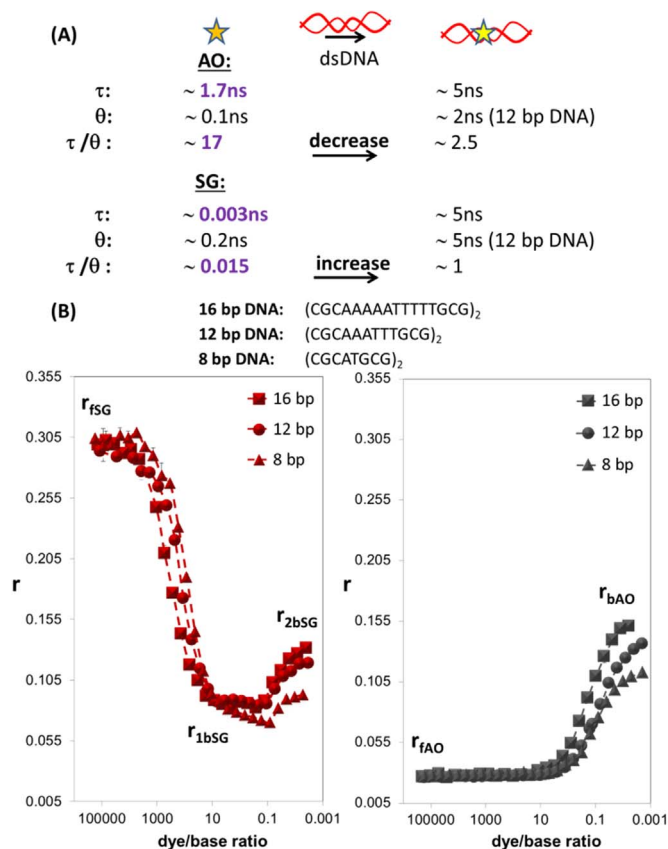 (A)
AO:
dsDNA
τ: ~ 1.7ns ~ 5ns
θ: ~ 0.1ns ~ 2ns (12 bp DNA)
τ /θ : ~ 17 decrease ~ 2.5
SG:
τ: ~ 0.003ns ~ 5ns
θ: ~ 0.2ns ~ 5ns (12 bp DNA)
τ /θ : ~ 0.015 increase ~ 1
(B)
16 bp DNA: (CGCAAAAATTTTTGCG)2
12 bp DNA: (CGCAAATTTGCG)2
8 bp DNA: (CGCATGCG)2
0.355
0.305
0.255
0.205
0.155
0.105
0.055
0.005
r
rfSG
r1bSG
r2bSG
16 bp
12 bp
8 bp
100000 1000 10 0.1 0.001
dye/base ratio
0.355
0.305
0.255
0.205
0.155
0.105
0.055
0.005
r
16 bp
12 bp
8 bp
rbAO
rfAO
100000 1000 10 0.1 0.001
dye/base ratio